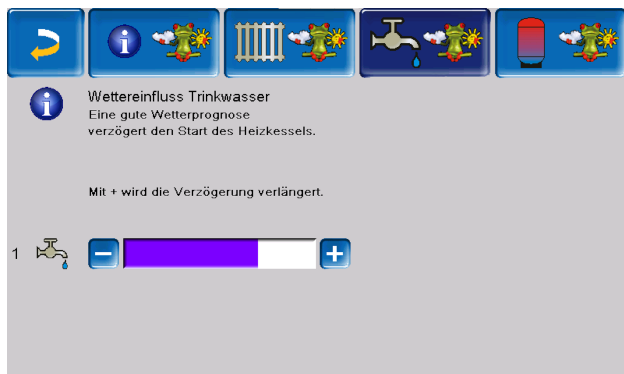 Wettereinfluss Trinkwasser
Eine gute Wetterprognose
verzögert den Start des Heizkessels.
Mit + wird die Verzögerung verlängert.
1